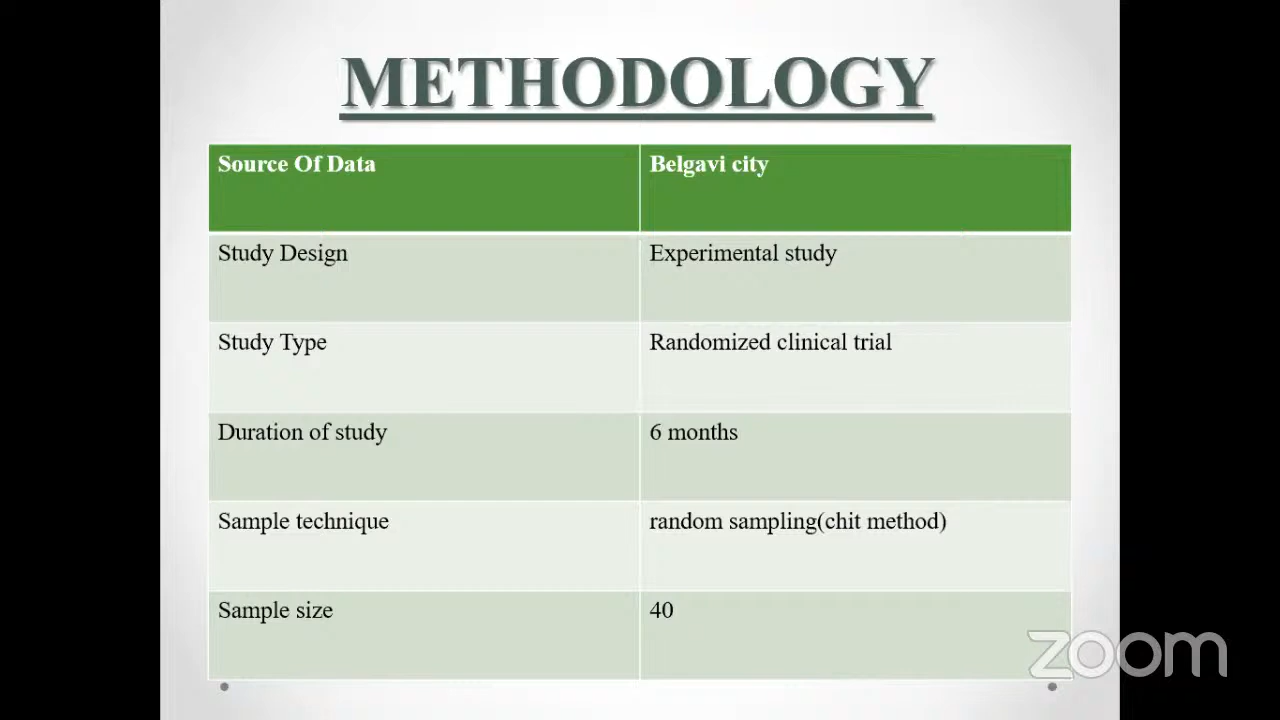 METHODOLOGY
Source Of Data
Belgavi city
Study Design
Experimental study
Study Type
Randomized clinical trial
Duration of study
6 months
Sample technique
random sampling(chit method)
Sample size
40
zoom